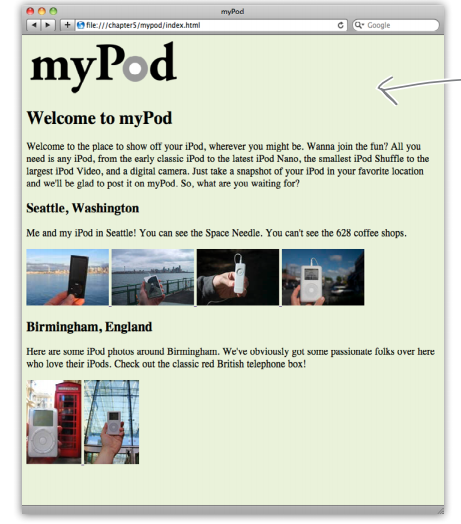 myPod
file:///chapter5/mypod/index.html
Google
myPod
Welcome to myPod
Welcome to the place to show off your iPod, wherever you might be. Wanna join the fun? All you
need is any iPod, from the early classic iPod to the latest iPod Nano, the smallest iPod Shuffle to the
largest iPod Video, and a digital camera. Just take a snapshot of your iPod in your favorite location
and we'll be glad to post it on myPod. So, what are you waiting for?
Seattle, Washington
Me and my iPod in Seattle! You can see the Space Needle. You can't see the 628 coffee shops.
Birmingham, England
Here are some iPod photos around Birmingham. We've obviously got some passionate folks over here
who love their iPods. Check out the classic red British telephone box!